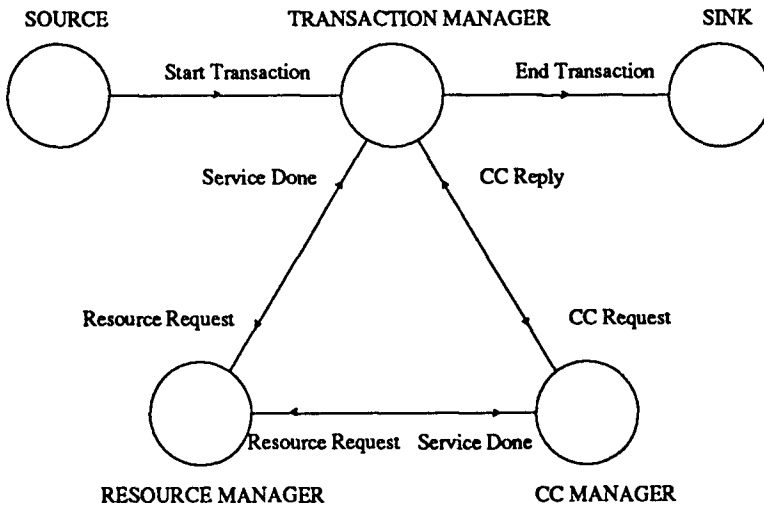 SOURCE
TRANSACTION MANAGER
SINK
Start Transaction
End Transaction
Service Done
CC Reply
Resource Request
CC Request
Resource Request
Service Done
RESOURCE MANAGER
CC MANAGER